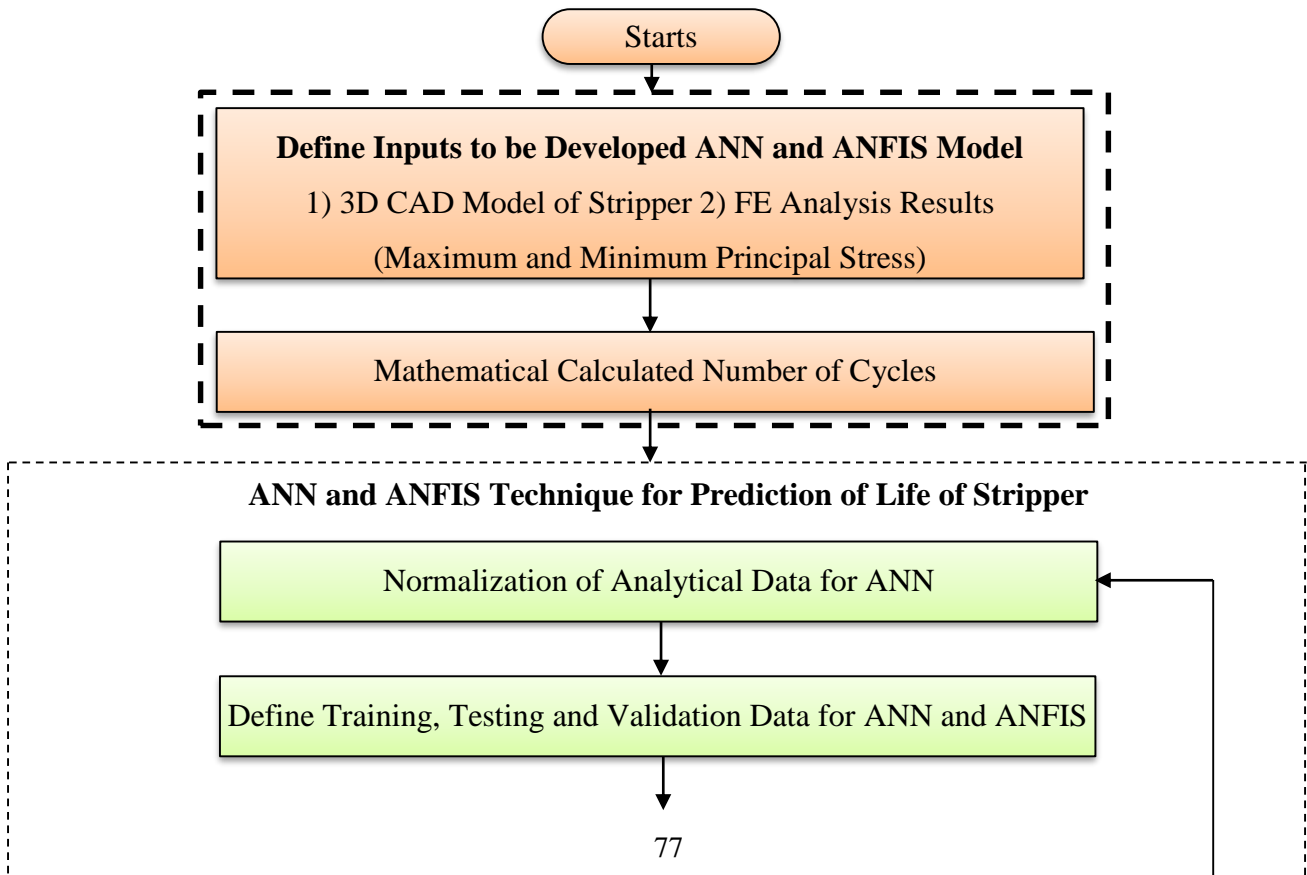 Starts
Define Inputs to be Developed ANN and ANFIS Model
1) 3D CAD Model of Stripper 2) FE Analysis Results
(Maximum and Minimum Principal Stress)
Mathematical Calculated Number of Cycles
ANN and ANFIS Technique for Prediction of Life of Stripper
Normalization of Analytical Data for ANN
Define Training, Testing and Validation Data for ANN and ANFIS
77